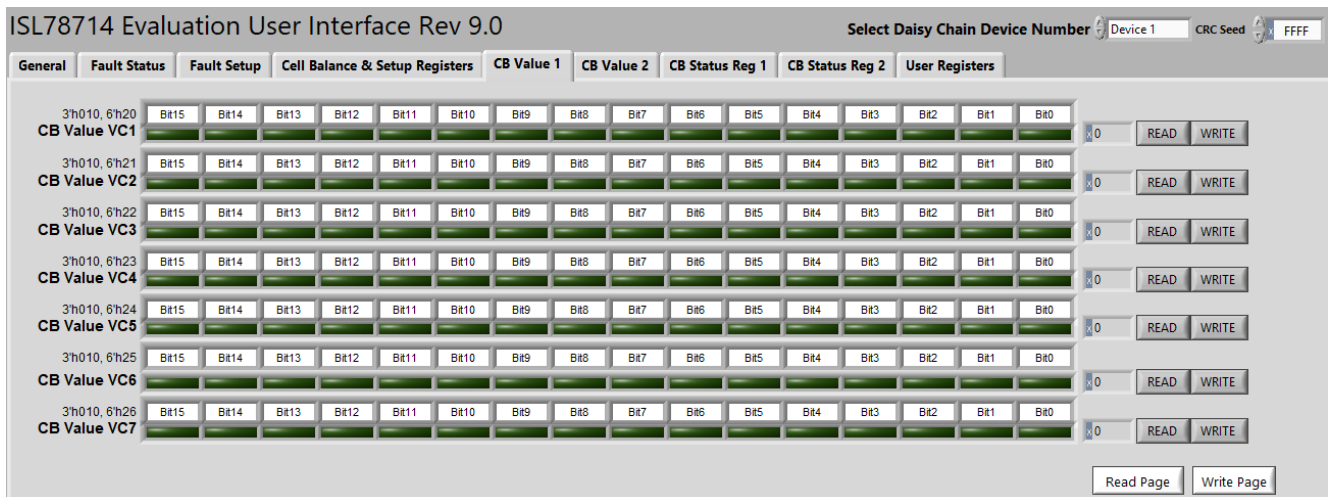 ISL78714 Evaluation User Interface Rev 9.0
Select Daisy Chain Device Number Device 1 CRC Seed x FFFF
General Fault Status Fault Setup Cell Balance & Setup Registers CB Value 1 CB Value 2 CB Status Reg 1 CB Status Reg 2 User Registers
3'h010, 6'h20 Bit15 Bit14 Bit13 Bit12 Bit11 Bit10 Bit9 Bit8 Bit7 Bit6 Bit5 Bit4 Bit3 Bit2 Bit1 Bit0
CB Value VC1 x 0 READ WRITE
3'h010, 6'h21 Bit15 Bit14 Bit13 Bit12 Bit11 Bit10 Bit9 Bit8 Bit7 Bit6 Bit5 Bit4 Bit3 Bit2 Bit1 Bit0
CB Value VC2 x 0 READ WRITE
3'h010, 6'h22 Bit15 Bit14 Bit13 Bit12 Bit11 Bit10 Bit9 Bit8 Bit7 Bit6 Bit5 Bit4 Bit3 Bit2 Bit1 Bit0
CB Value VC3 x 0 READ WRITE
3'h010, 6'h23 Bit15 Bit14 Bit13 Bit12 Bit11 Bit10 Bit9 Bit8 Bit7 Bit6 Bit5 Bit4 Bit3 Bit2 Bit1 Bit0
CB Value VC4 x 0 READ WRITE
3'h010, 6'h24 Bit15 Bit14 Bit13 Bit12 Bit11 Bit10 Bit9 Bit8 Bit7 Bit6 Bit5 Bit4 Bit3 Bit2 Bit1 Bit0
CB Value VC5 x 0 READ WRITE
3'h010, 6'h25 Bit15 Bit14 Bit13 Bit12 Bit11 Bit10 Bit9 Bit8 Bit7 Bit6 Bit5 Bit4 Bit3 Bit2 Bit1 Bit0
CB Value VC6 x 0 READ WRITE
3'h010, 6'h26 Bit15 Bit14 Bit13 Bit12 Bit11 Bit10 Bit9 Bit8 Bit7 Bit6 Bit5 Bit4 Bit3 Bit2 Bit1 Bit0
CB Value VC7 x 0 READ WRITE
Read Page Write Page